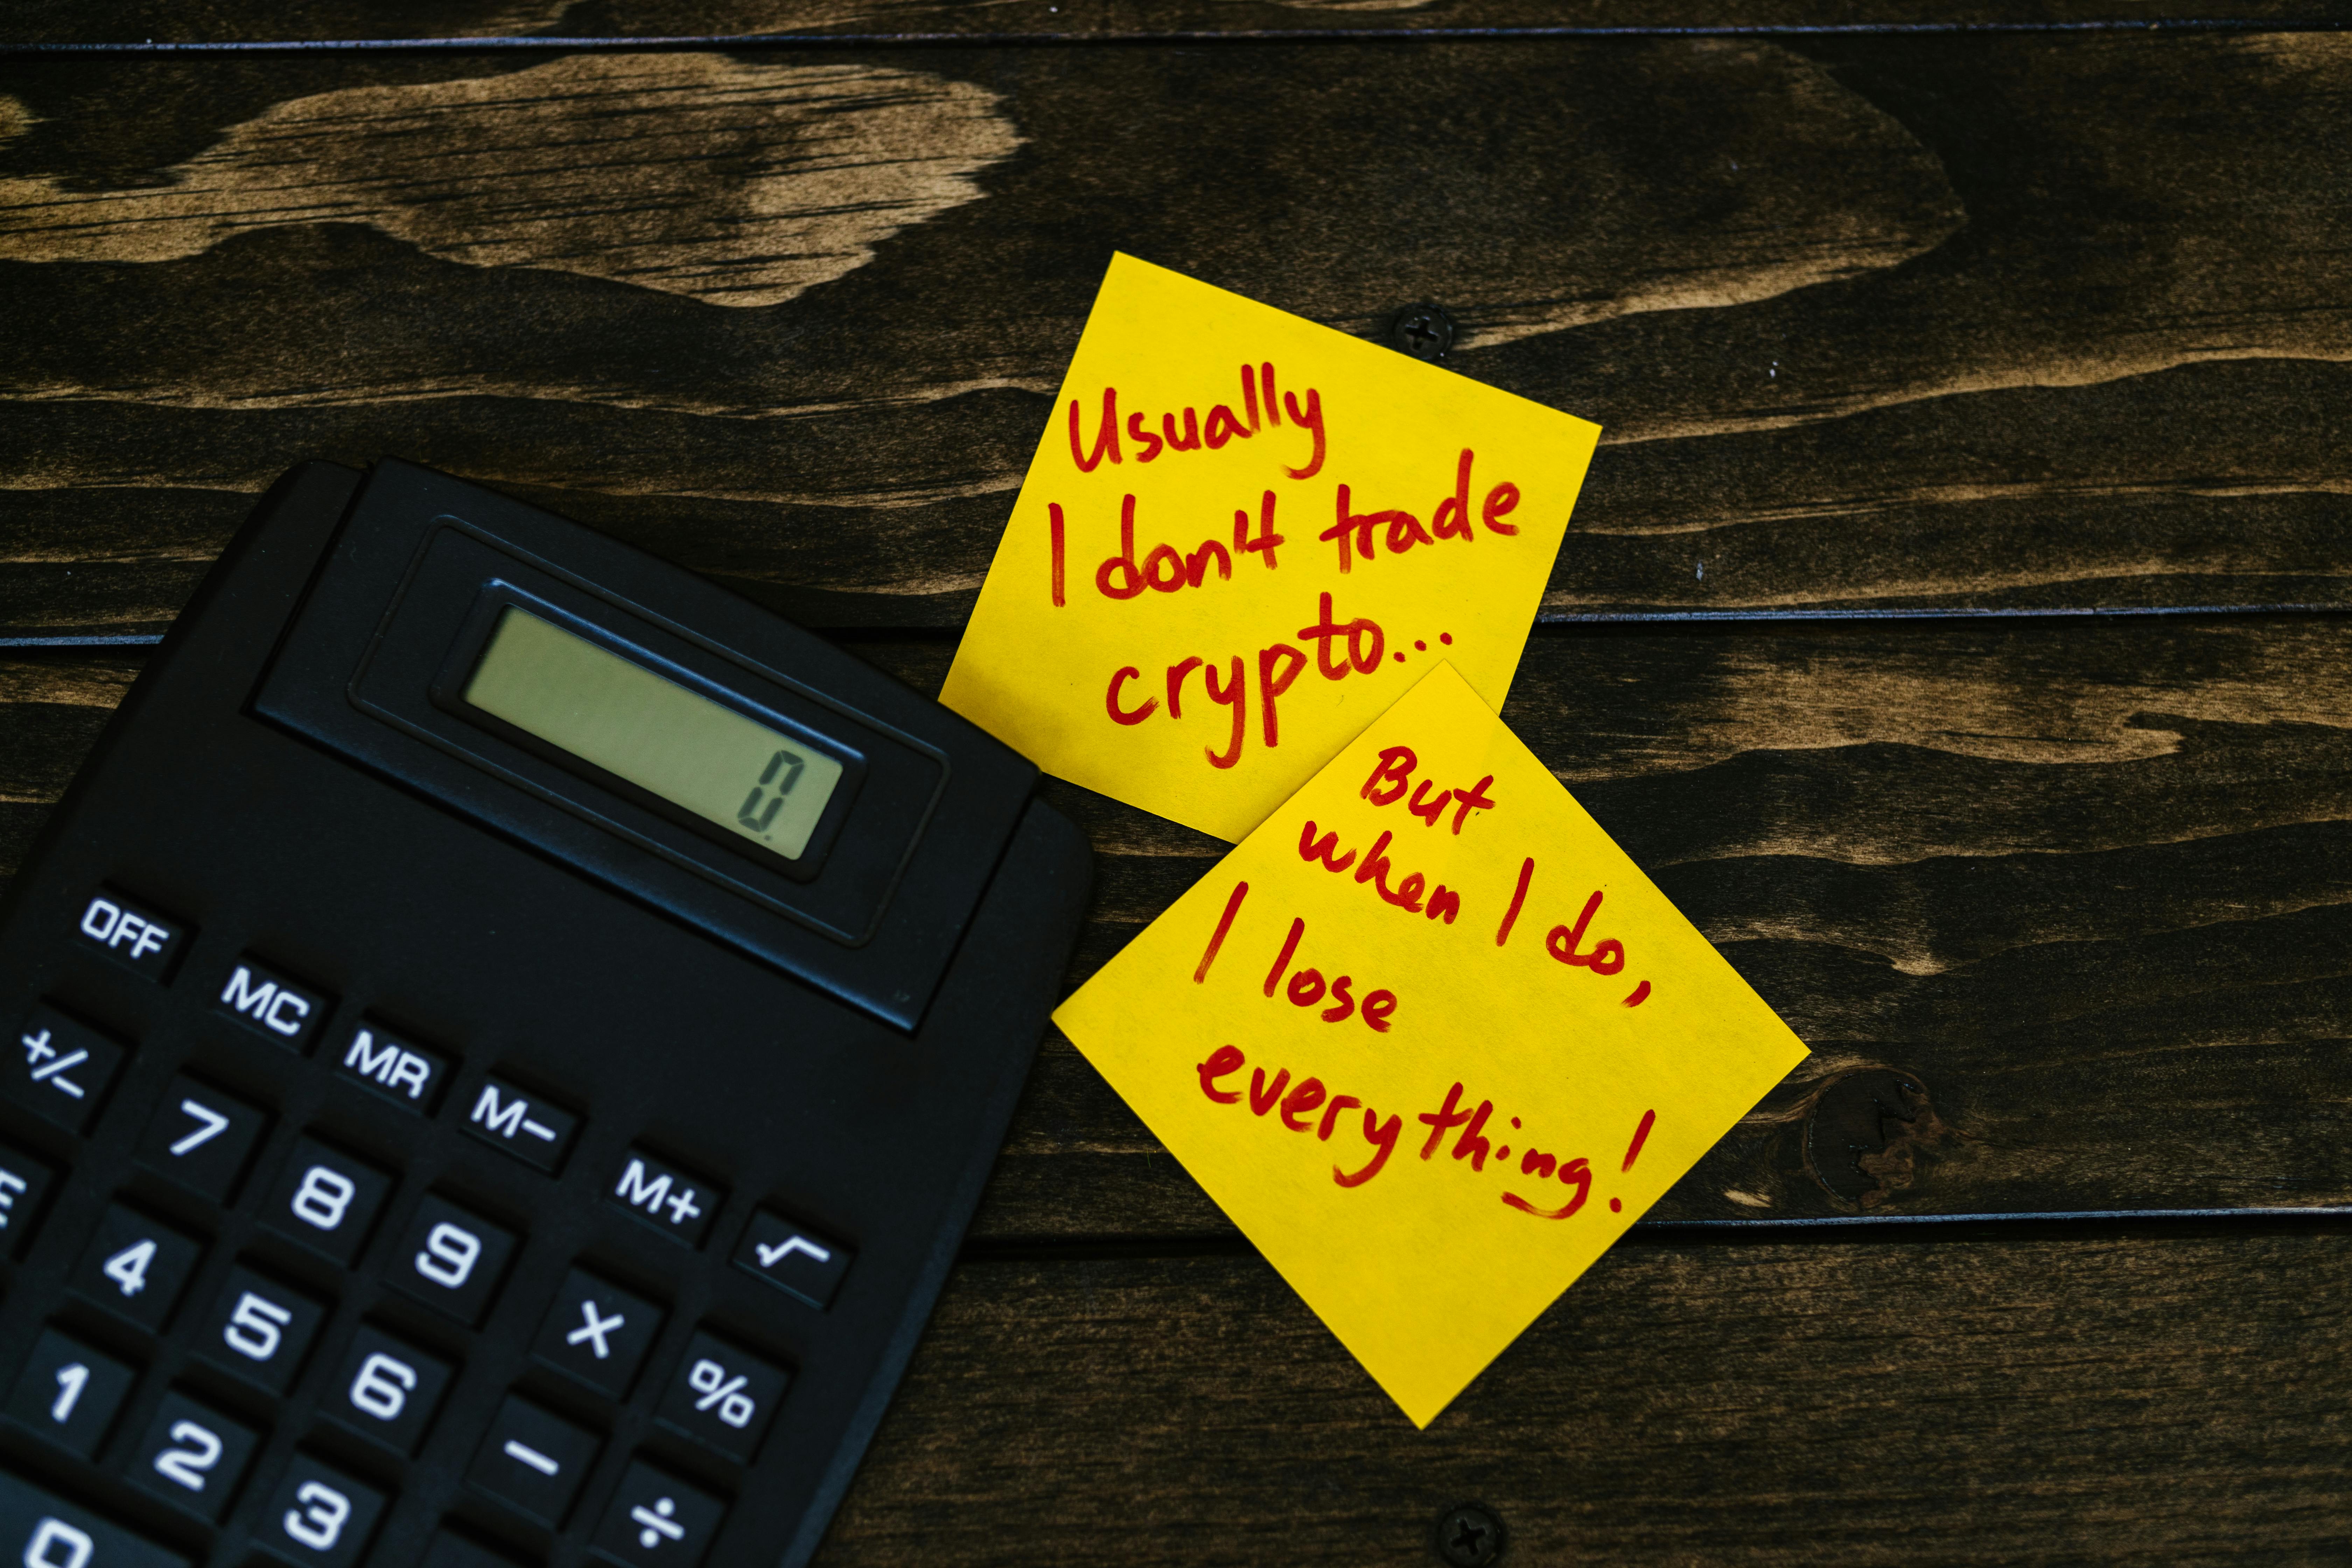 Usually
I don't trade
crypto...
But
when I do,
I lose
everything!
0.
OFF
MC
MR
M-
M+
√
+/-
7
8
9
X
%
4
5
6
-
÷
1
2
3
0